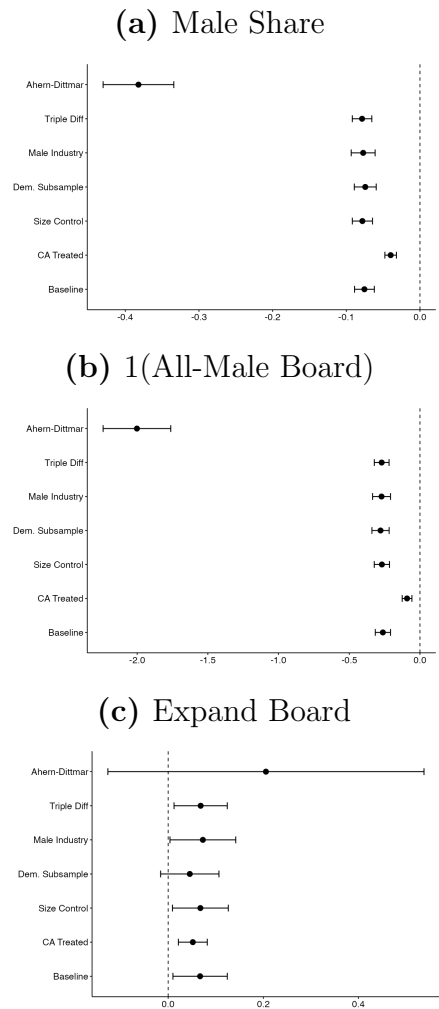 (a) Male Share
Ahern-Dittmar
Triple Diff
Male Industry
Dem. Subsample
Size Control
CA Treated
Baseline
-0.4 -0.3 -0.2 -0.1 0.0
(b) 1(All-Male Board)
Ahern-Dittmar
Triple Diff
Male Industry
Dem. Subsample
Size Control
CA Treated
Baseline
-2.0 -1.5 -1.0 -0.5 0.0
(c) Expand Board
Ahern-Dittmar
Triple Diff
Male Industry
Dem. Subsample
Size Control
CA Treated
Baseline
0.0 0.2 0.4